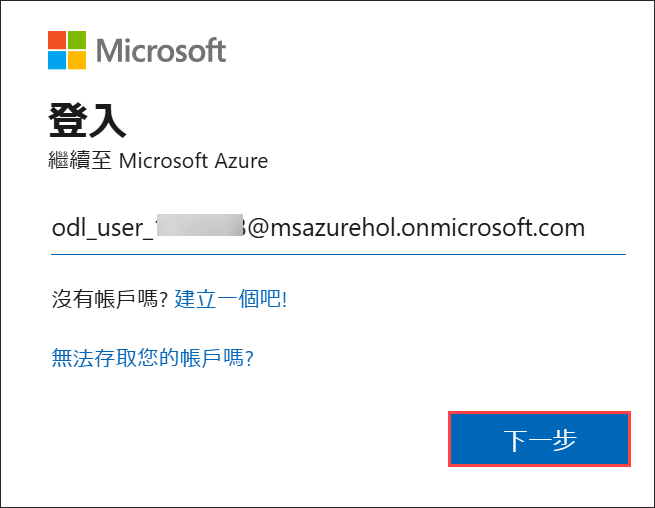 Microsoft
登入
繼續至 Microsoft Azure
odl_user_ @msazurehol.onmicrosoft.com
沒有帳戶嗎? 建立一個吧!
無法存取您的帳戶嗎?
下一步